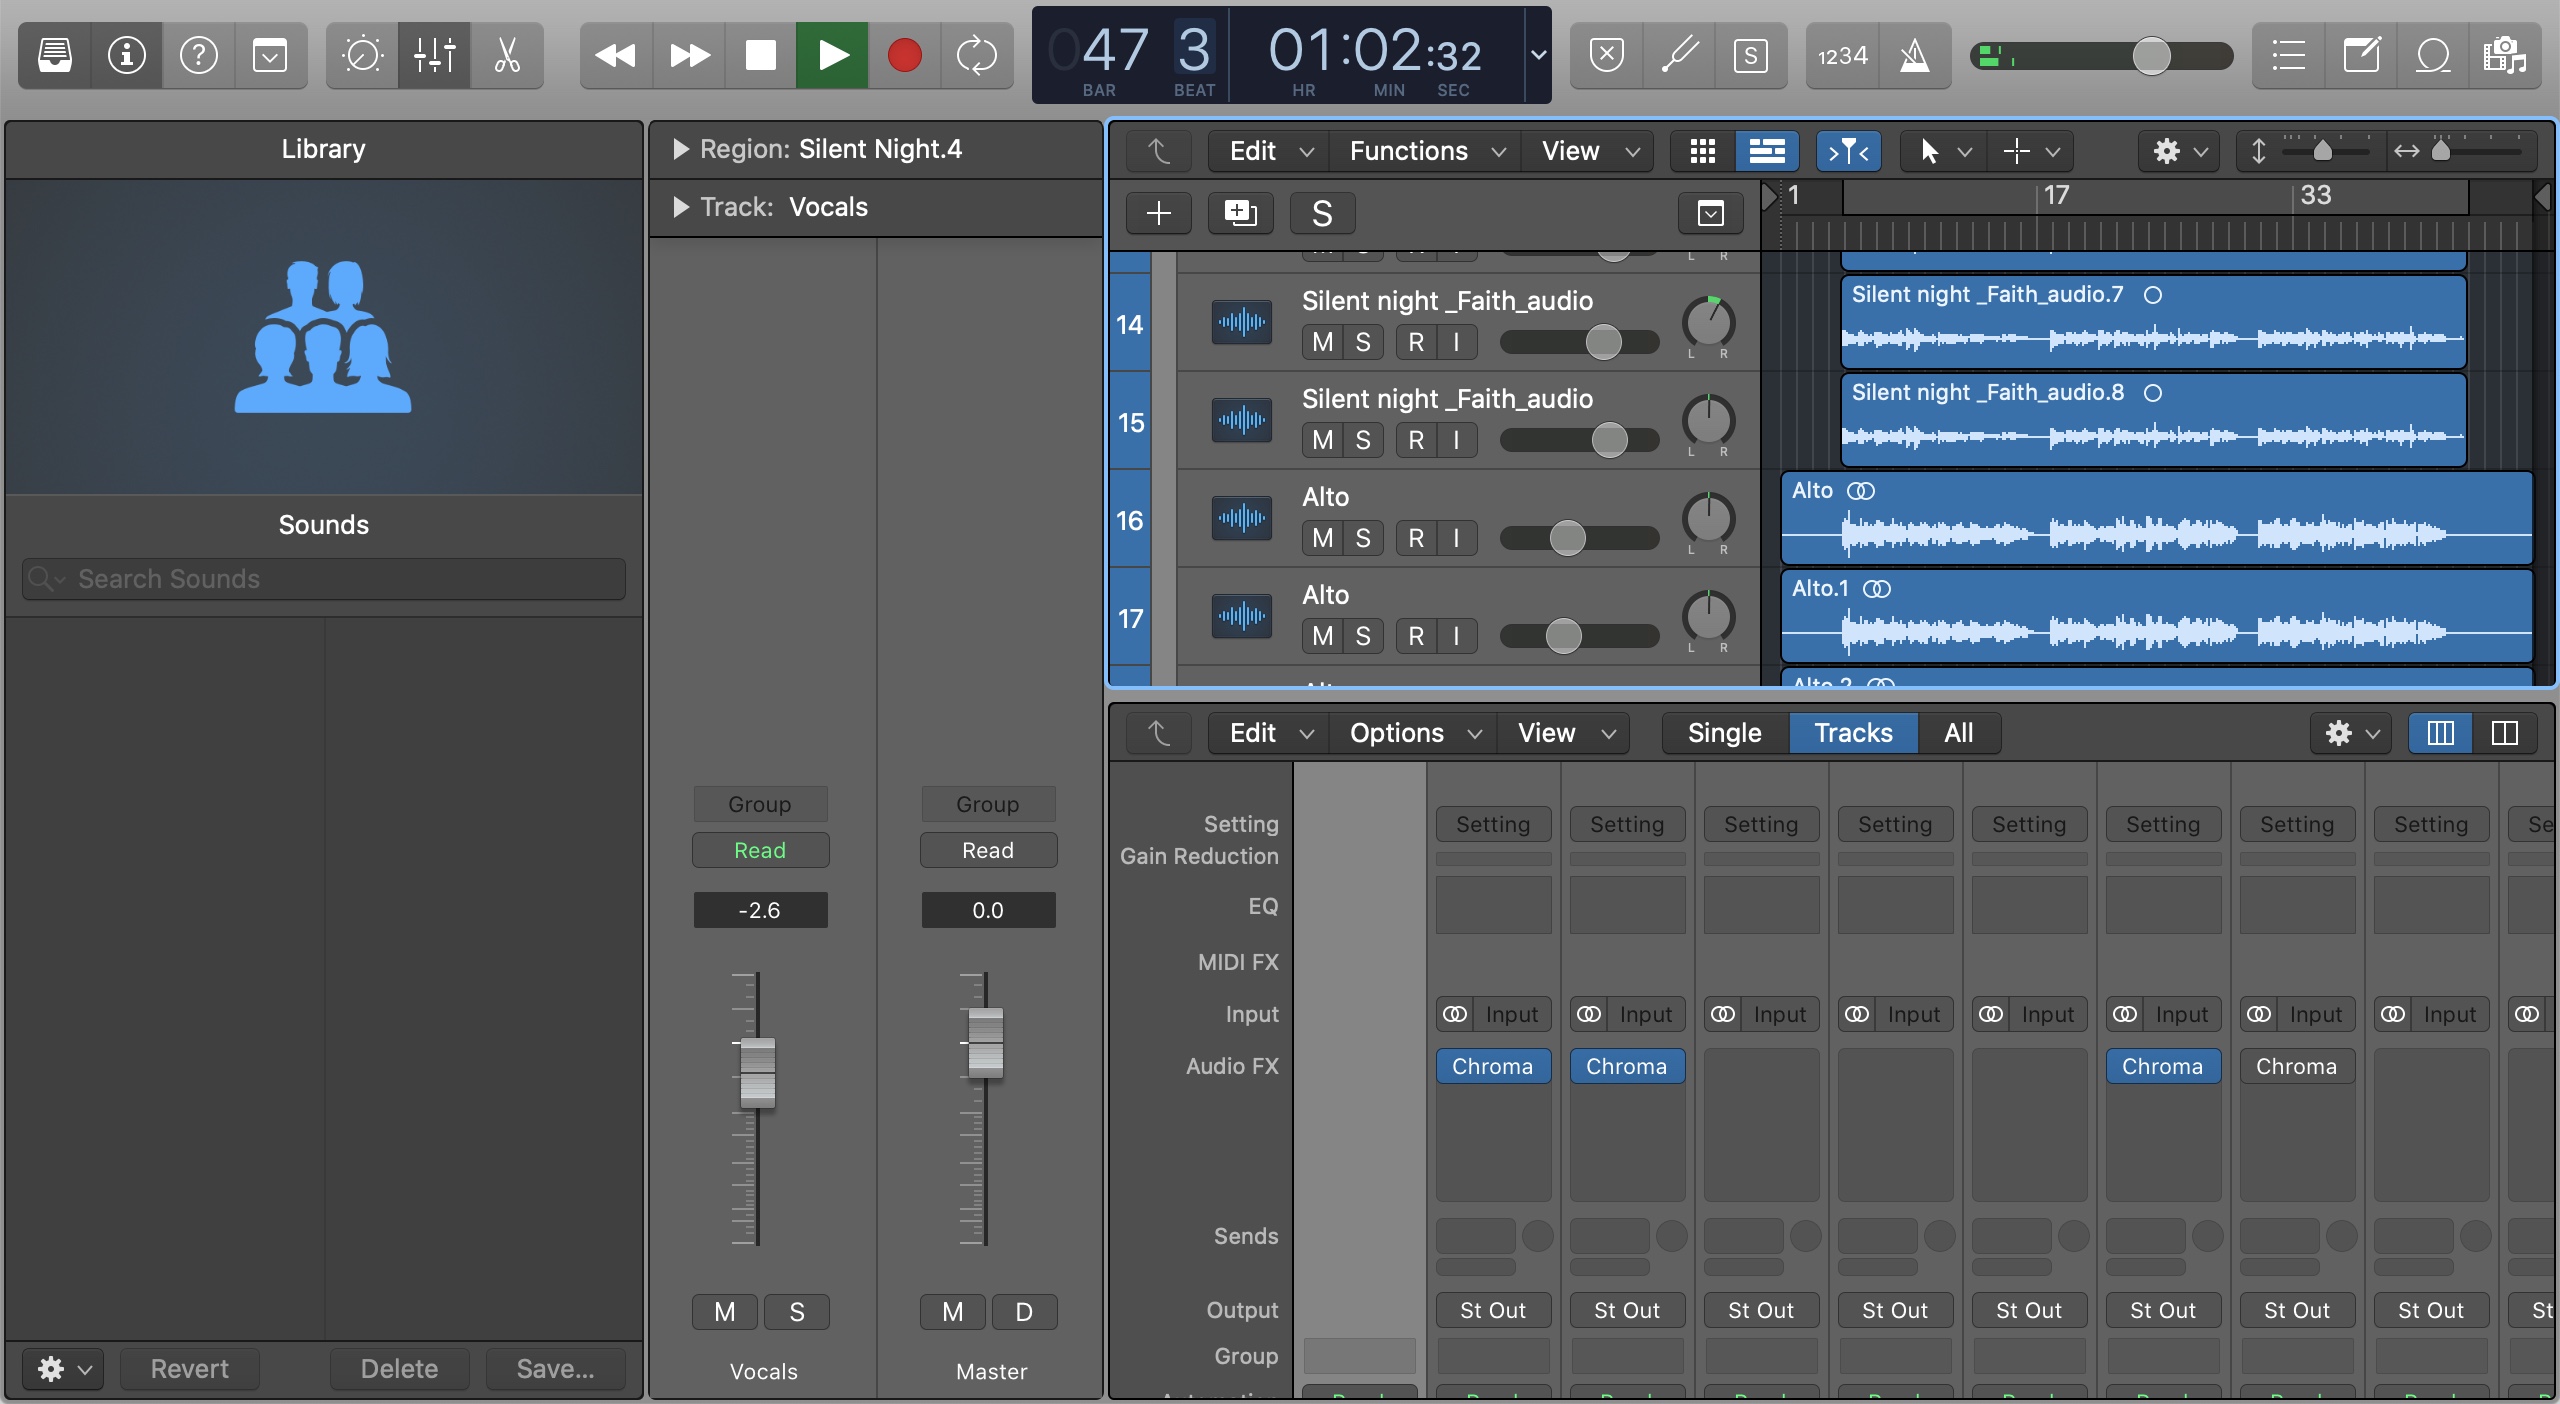 047 3 01:02:32
BAR BEAT HR MIN SEC
S
1234
Library
Region: Silent Night.4
Track: Vocals
Sounds
Search Sounds
Revert Delete Save...
Group Group
Read Read
-2.6 0.0
M S M D
Vocals Master
Edit Functions View
S
1 17 33
L R
14 Silent night _Faith_audio
M S R I L R
Silent night _Faith_audio.7
15 Silent night _Faith_audio
M S R I L R
Silent night _Faith_audio.8
16 Alto
M S R I L R
Alto
17 Alto
M S R I L R
Alto.1
Alto.2
Edit Options View Single Tracks All
Setting Setting Setting Setting Setting Setting Setting Setting Setting Se
Gain Reduction
EQ
MIDI FX
Input Input Input Input Input Input Input Input Input
Audio FX Chroma Chroma Chroma Chroma
Sends
Output St Out St Out St Out St Out St Out St Out St Out St Out St
Group